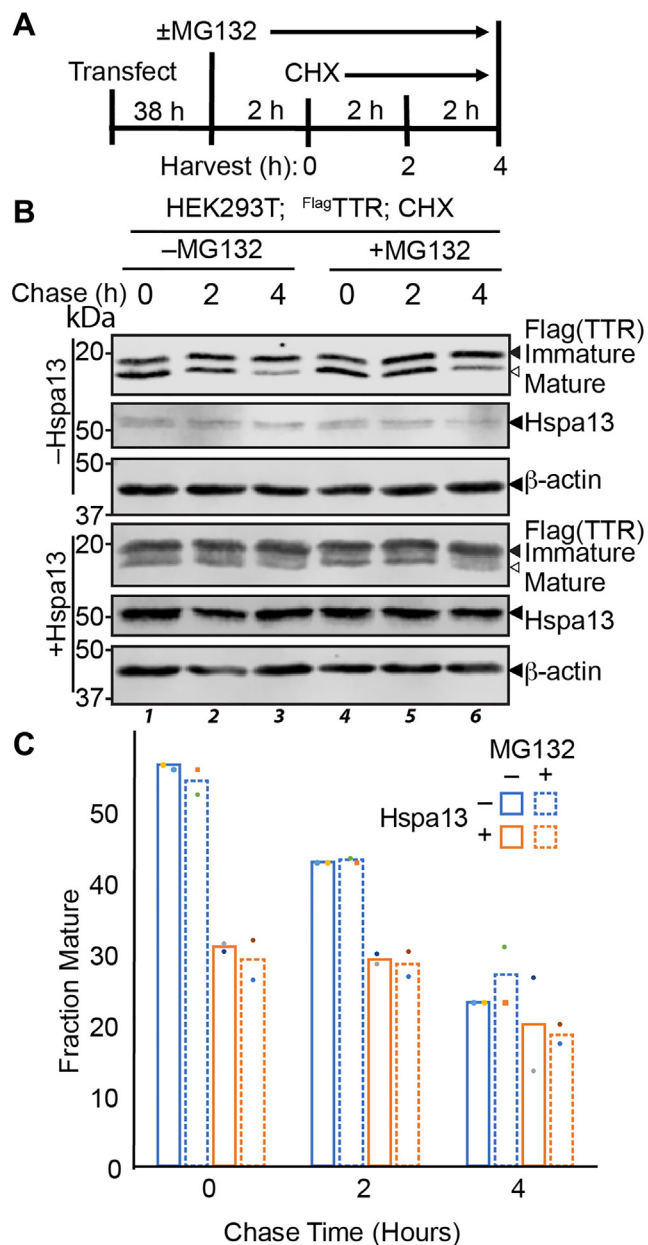 A
±MG132
Transfect CHX
38 h 2 h 2 h 2 h
Harvest (h): 0 2 4
B
HEK293T; FlagTTR; CHX
–MG132 +MG132
Chase (h) 0 2 4 0 2 4
kDa
–Hspa13
20
Flag(TTR)
Immature
Mature
50
Hspa13
50
β-actin
37
+Hspa13
20
Flag(TTR)
Immature
Mature
50
Hspa13
50
β-actin
37
1 2 3 4 5 6
C
MG132
– +
Hspa13 –
+
Fraction Mature
50
40
30
20
10
0
0 2 4
Chase Time (Hours)